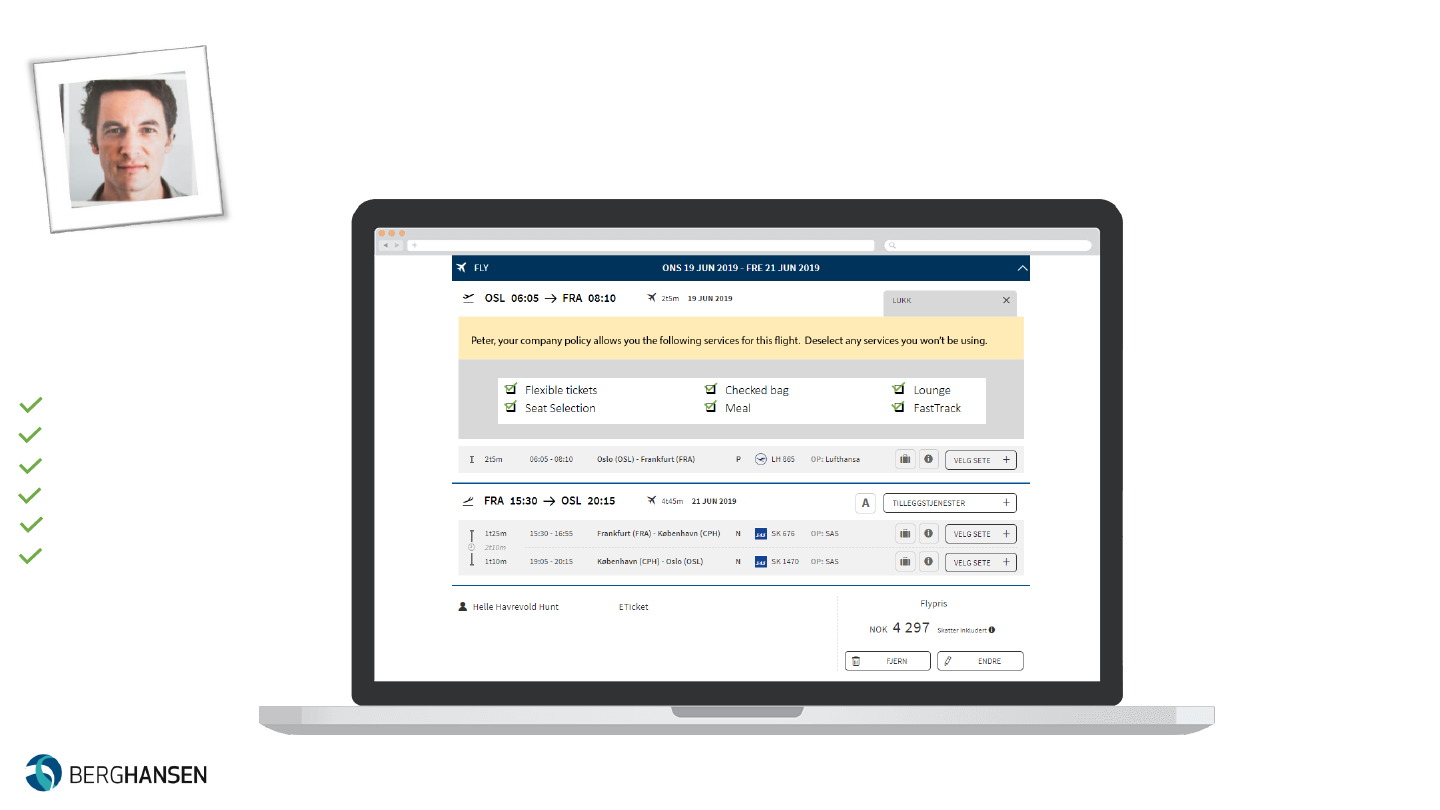 FLY ONS 19 JUN 2019 - FRE 21 JUN 2019
OSL 06:05 → FRA 08:10 2t5m 19 JUN 2019 LUKK ×
Peter, your company policy allows you the following services for this flight. Deselect any services you won't be using.
Flexible tickets Checked bag Lounge
Seat Selection Meal FastTrack
2t5m 06:05 - 08:10 Oslo (OSL) - Frankfurt (FRA) P LH 865 OP: Lufthansa VELG SETE +
FRA 15:30 → OSL 20:15 4t45m 21 JUN 2019 A TILLEGGSTJENESTER +
1t25m 15:30 - 16:55 Frankfurt (FRA) - København (CPH) N SAS SK 676 OP: SAS VELG SETE +
2t10m
1t10m 19:05 - 20:15 København (CPH) - Oslo (OSL) N SAS SK 1470 OP: SAS VELG SETE +
Helle Havrevold Hunt ETicket Flypris
NOK 4 297 Skatter inkludert
FJERN ENDRE
BERGHANSEN